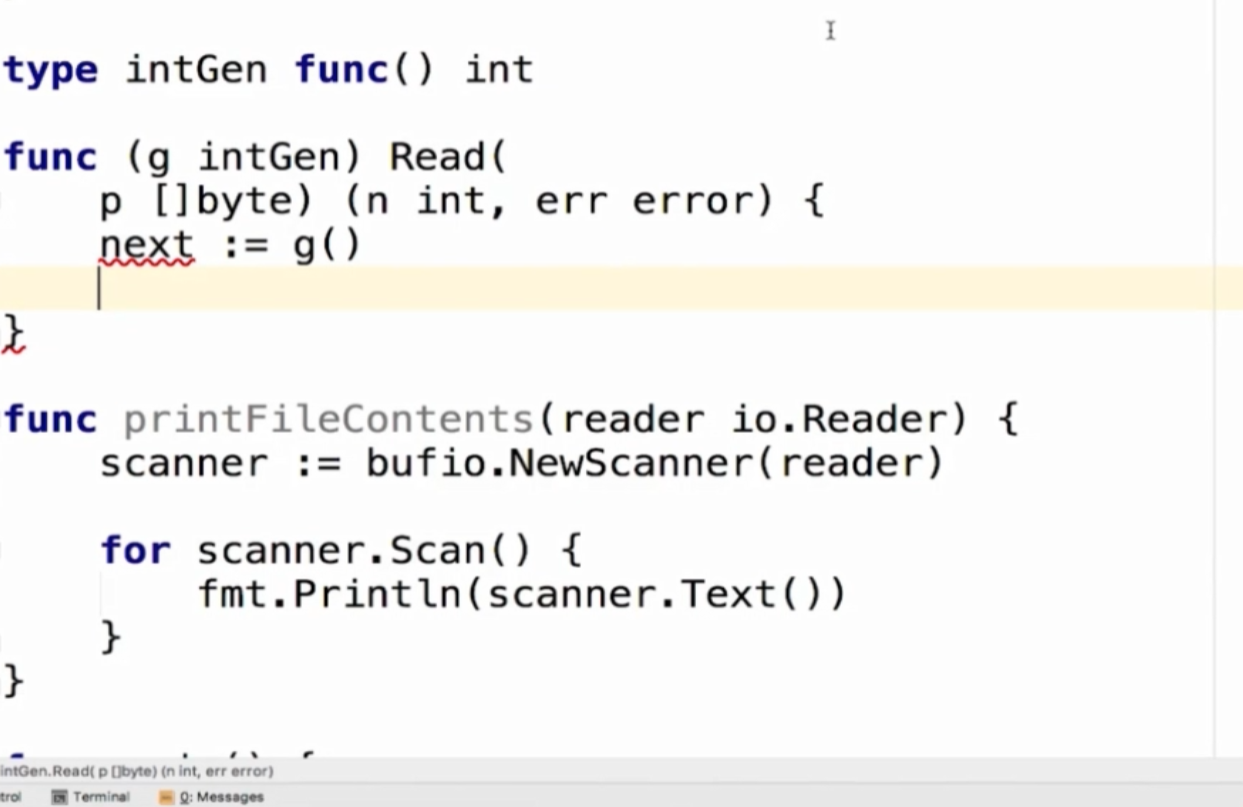 type intGen func() int
func (g intGen) Read(
p []byte) (n int, err error) {
next := g()
}
func printFileContents(reader io.Reader) {
scanner := bufio.NewScanner(reader)
for scanner.Scan() {
fmt.Println(scanner.Text())
}
}
intGen.Read( p []byte) (n int, err error)
trol Terminal 0: Messages